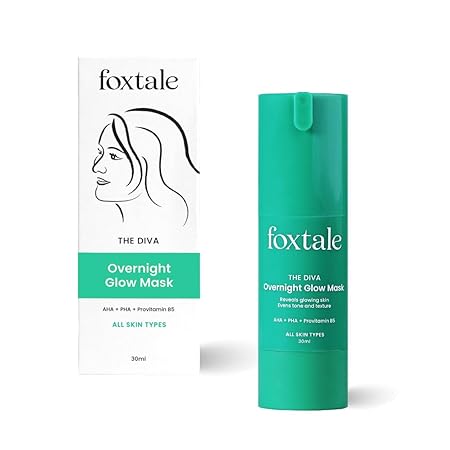 foxtale
THE DIVA
Overnight
Glow Mask
AHA + PHA + Provitamin B5
ALL SKIN TYPES
30ml
foxtale
THE DIVA
Overnight Glow Mask
Reveals glowing skin
Evens tone and texture
AHA + PHA + Provitamin B5
ALL SKIN TYPES
30ml